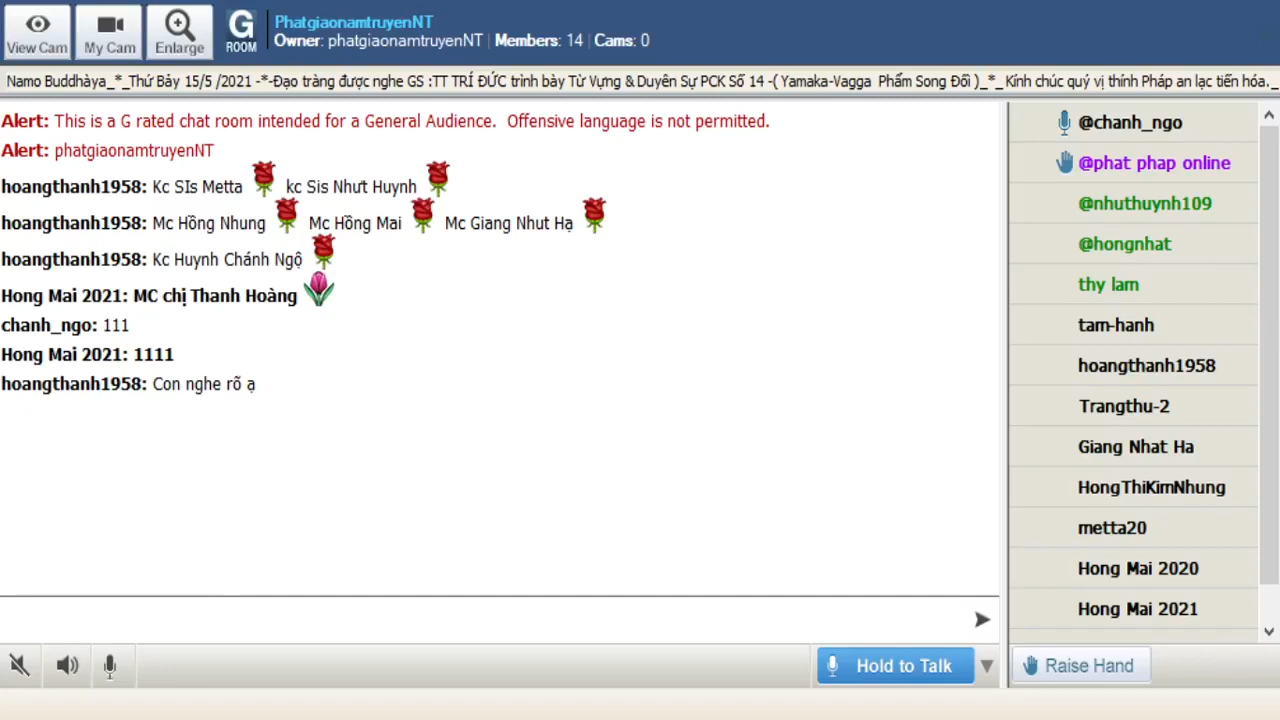 View Cam
My Cam
Enlarge
G
ROOM
PhatgiaonamtruyenNT
Owner: phatgiaonamtruyenNT | Members: 14 | Cams: 0
Namo Buddhàya_*_Thứ Bảy 15/5 /2021 -*-Đạo tràng được nghe GS :TT TRÍ ĐỨC trình bày Từ Vựng & Duyên Sự PCK Số 14 -( Yamaka-Vagga Phẩm Song Đối )_*_ Kính chúc quý vị thính Pháp an lạc tiến hóa._
Alert: This is a G rated chat room intended for a General Audience. Offensive language is not permitted.
Alert: phatgiaonamtruyenNT
hoangthanh1958: Kc SIs Metta kc Sis Nhưt Huynh
hoangthanh1958: Mc Hồng Nhung Mc Hồng Mai Mc Giang Nhut Hạ
hoangthanh1958: Kc Huynh Chánh Ngộ
Hong Mai 2021: MC chị Thanh Hoàng
chanh_ngo: 111
Hong Mai 2021: 1111
hoangthanh1958: Con nghe rõ ạ
@chanh_ngo
@phat phap online
@nhuthuynh109
@hongnhat
thy lam
tam-hanh
hoangthanh1958
Trangthu-2
Giang Nhat Ha
HongThiKimNhung
metta20
Hong Mai 2020
Hong Mai 2021
Hold to Talk
Raise Hand